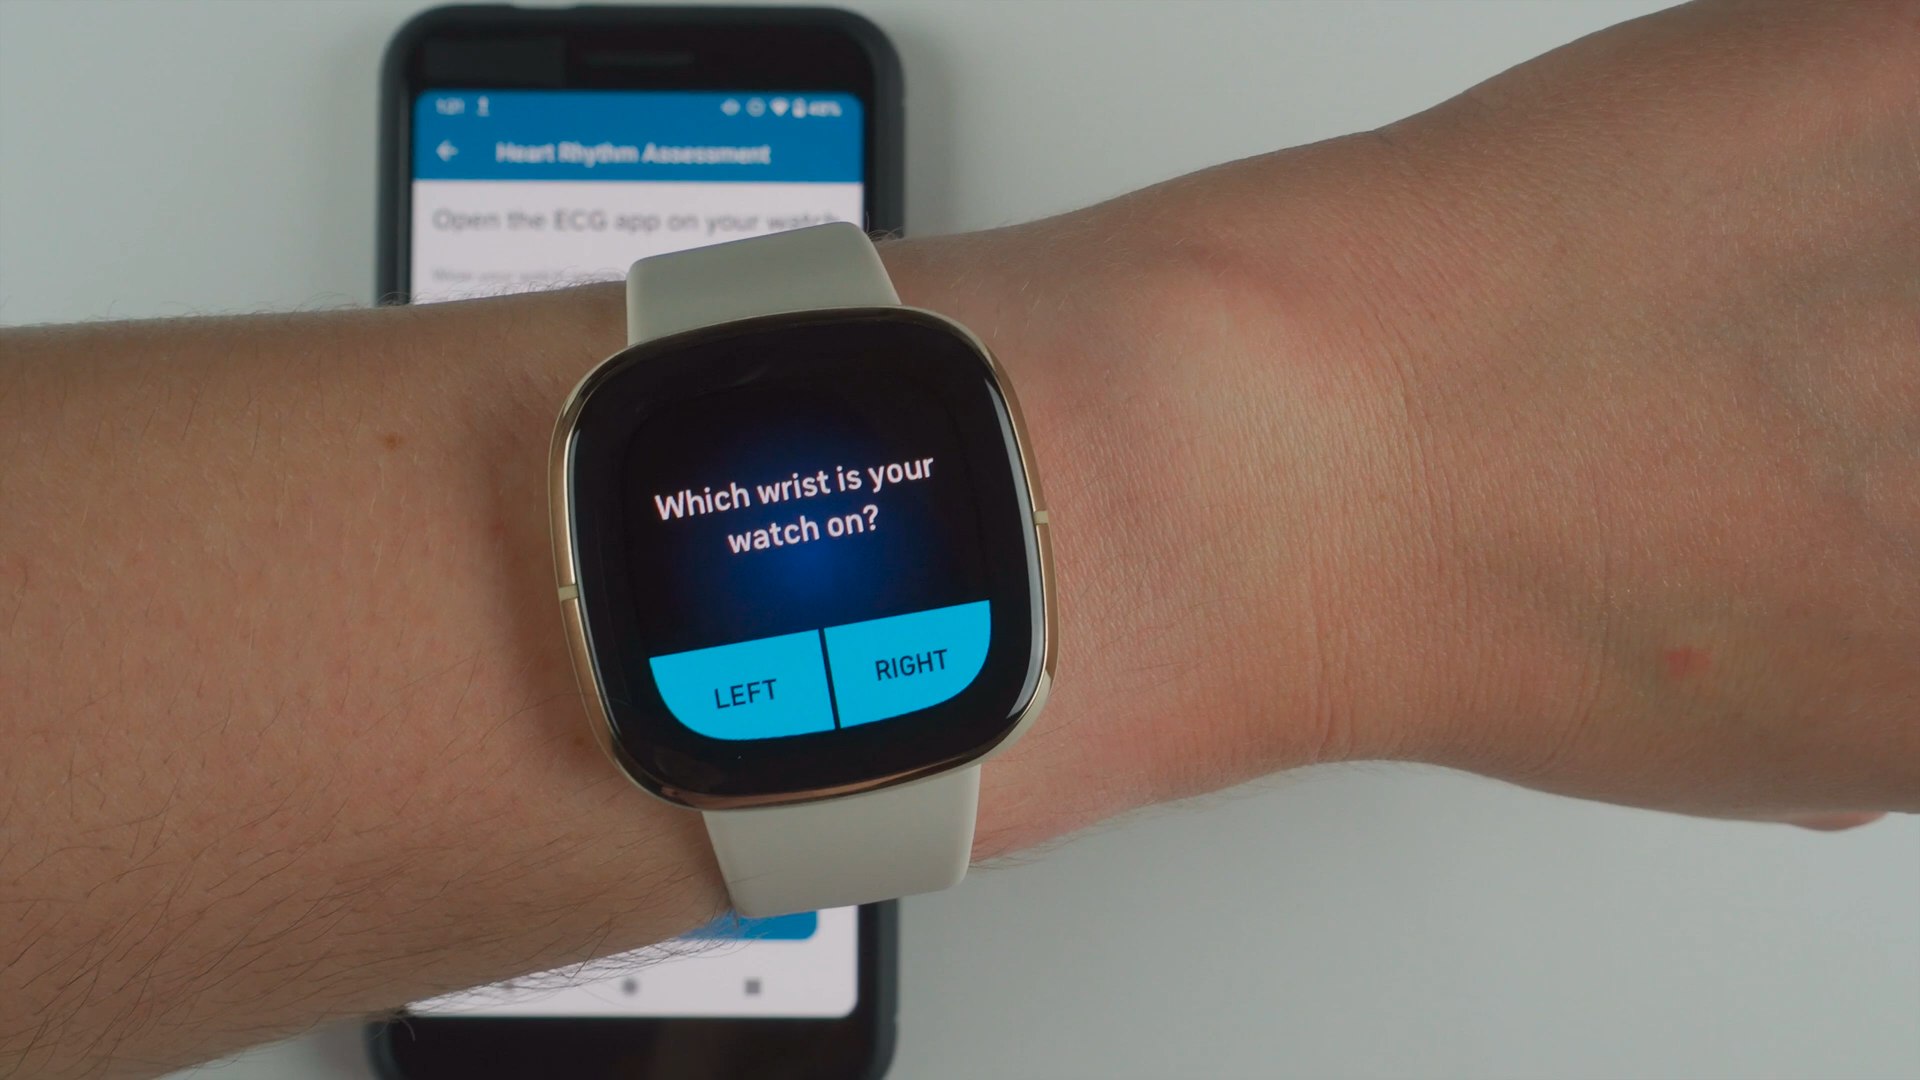 Heart Rhythm Assessment
Open the ECG app on your watch
Which wrist is your
watch on?
LEFT
RIGHT